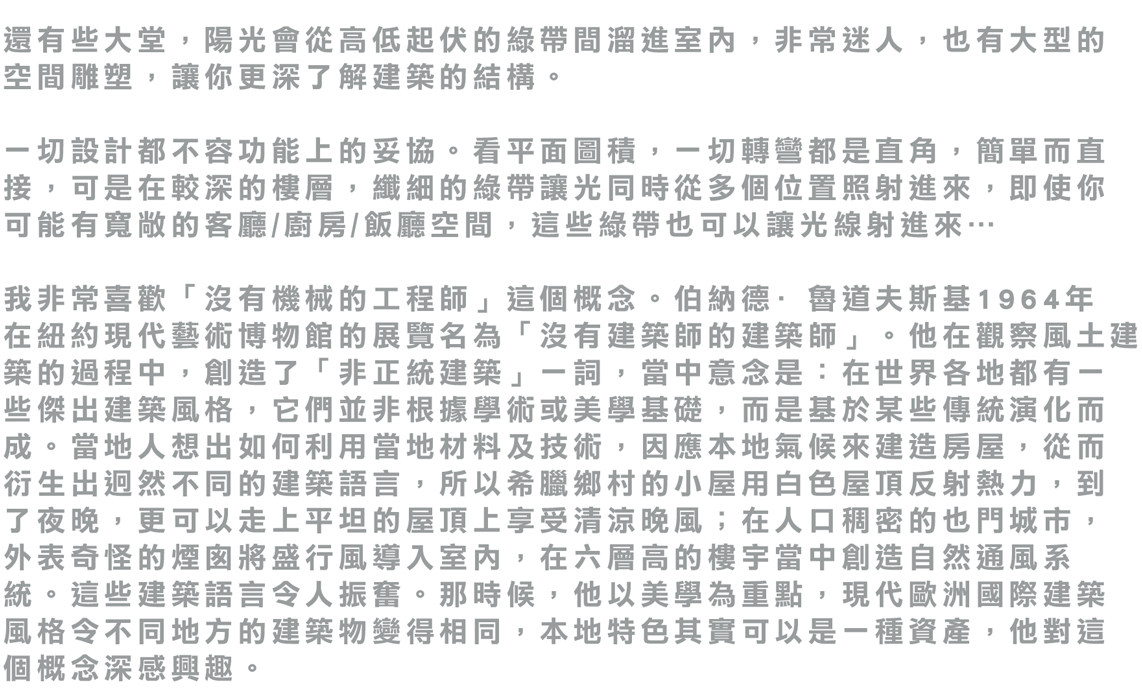 還有些大堂，陽光會從高低起伏的綠帶間溜進室內，非常迷人，也有大型的
空間雕塑，讓你更深了解建築的結構。
一切設計都不容功能上的妥協。看平面圖積，一切轉彎都是直角，簡單而直
接，可是在較深的樓層，纖細的綠帶讓光同時從多個位置照射進來，即使你
可能有寬敞的客廳/廚房/飯廳空間，這些綠帶也可以讓光線射進來…
我非常喜歡「沒有機械的工程師」這個概念。伯納德· 魯道夫斯基1964年
在紐約現代藝術博物館的展覽名為「沒有建築師的建築師」。他在觀察風土建
築的過程中，創造了「非正統建築」一詞，當中意念是：在世界各地都有一
些傑出建築風格，它們並非根據學術或美學基礎，而是基於某些傳統演化而
成。當地人想出如何利用當地材料及技術，因應本地氣候來建造房屋，從而
衍生出迥然不同的建築語言，所以希臘鄉村的小屋用白色屋頂反射熱力，到
了夜晚，更可以走上平坦的屋頂上享受清涼晚風；在人口稠密的也門城市，
外表奇怪的煙囪將盛行風導入室內，在六層高的樓宇當中創造自然通風系
統。這些建築語言令人振奮。那時候，他以美學為重點，現代歐洲國際建築
風格令不同地方的建築物變得相同，本地特色其實可以是一種資產，他對這
個概念深感興趣。